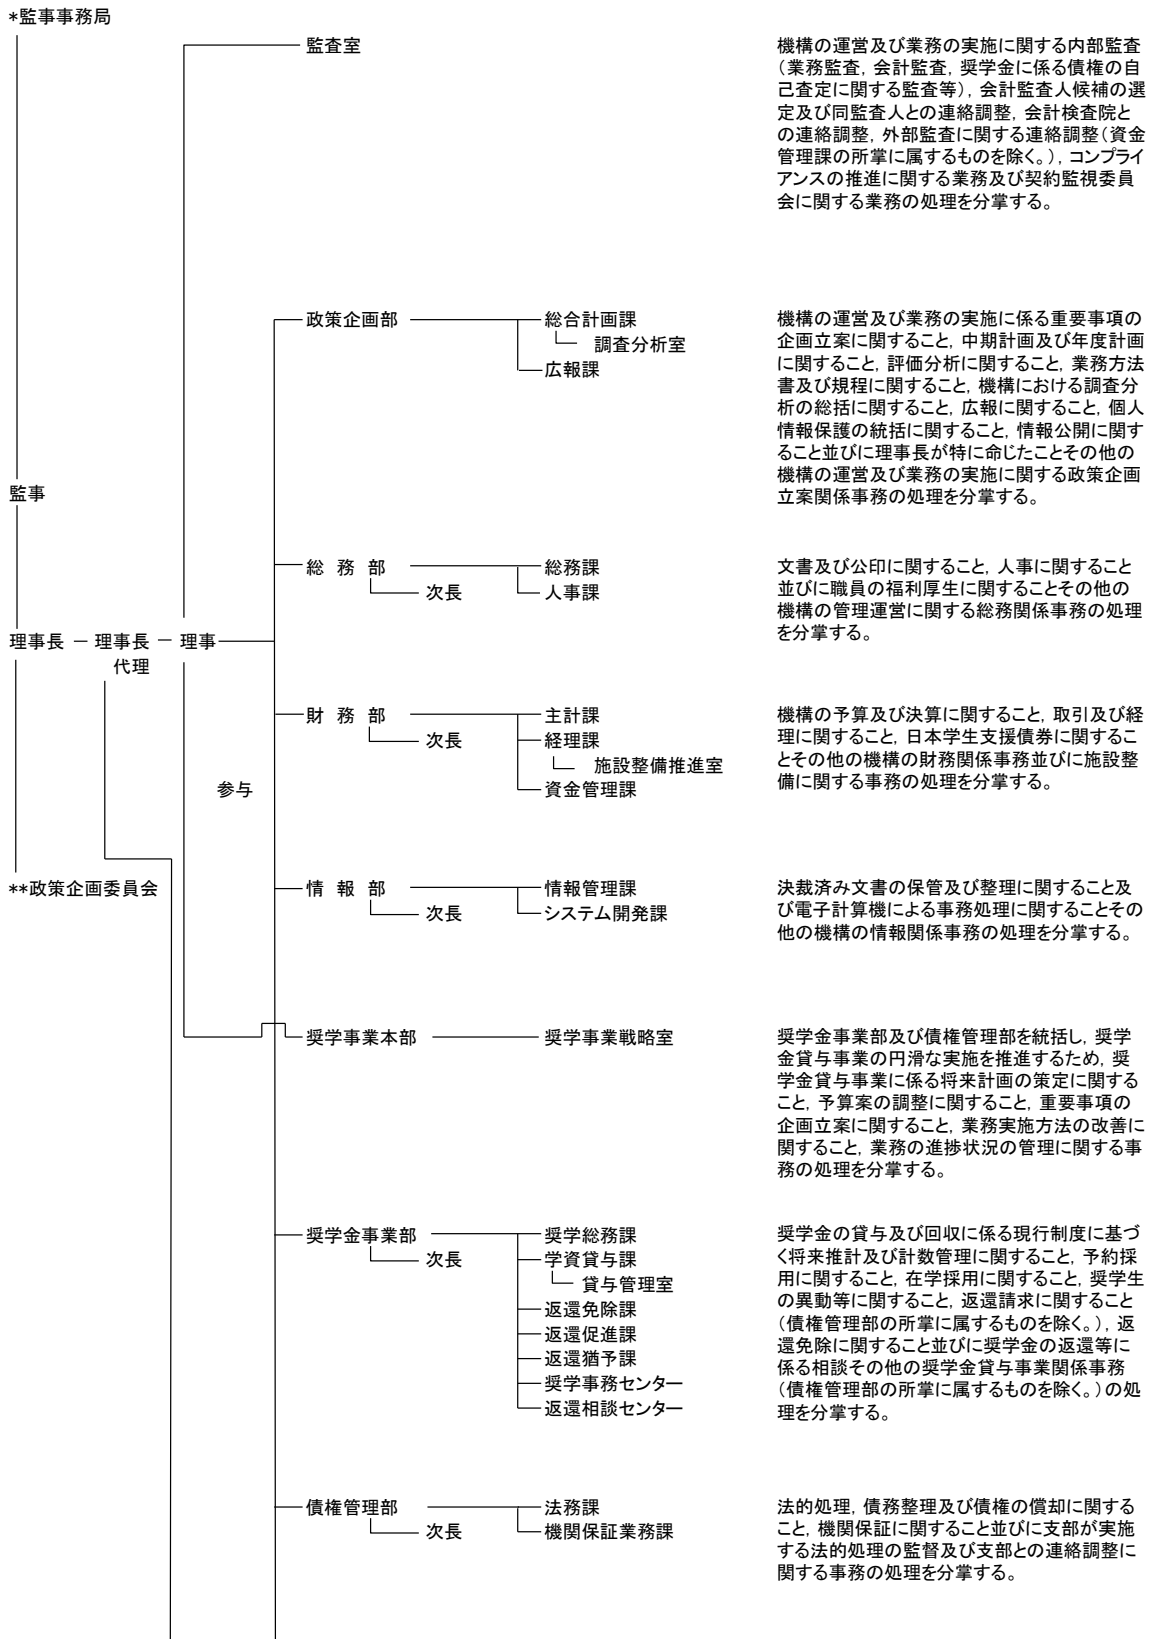 *監事事務局
監査室
機構の運営及び業務の実施に関する内部監査
（業務監査，会計監査，奨学金に係る債権の自
己査定に関する監査等），会計監査人候補の選
定及び同監査人との連絡調整，会計検査院と
の連絡調整，外部監査に関する連絡調整（資金
管理課の所掌に属するものを除く。），コンプライ
アンスの推進に関する業務及び契約監視委員
会に関する業務の処理を分掌する。
政策企画部
総合計画課
調査分析室
広報課
機構の運営及び業務の実施に係る重要事項の
企画立案に関すること，中期計画及び年度計画
に関すること，評価分析に関すること，業務方法
書及び規程に関すること，機構における調査分
析の総括に関すること，広報に関すること，個人
情報保護の統括に関すること，情報公開に関す
ること並びに理事長が特に命じたことその他の
機構の運営及び業務の実施に関する政策企画
立案関係事務の処理を分掌する。
監事
総 務 部
次長
総務課
人事課
文書及び公印に関すること，人事に関すること
並びに職員の福利厚生に関することその他の
機構の管理運営に関する総務関係事務の処理
を分掌する。
理事長 － 理事長 － 理事
代理
財 務 部
次長
主計課
経理課
施設整備推進室
資金管理課
機構の予算及び決算に関すること，取引及び経
理に関すること，日本学生支援債券に関するこ
とその他の機構の財務関係事務並びに施設整
備に関する事務の処理を分掌する。
参与
**政策企画委員会
情 報 部
次長
情報管理課
システム開発課
決裁済み文書の保管及び整理に関すること及
び電子計算機による事務処理に関することその
他の機構の情報関係事務の処理を分掌する。
奨学事業本部
奨学事業戦略室
奨学金事業部及び債権管理部を統括し，奨学
金貸与事業の円滑な実施を推進するため，奨
学金貸与事業に係る将来計画の策定に関する
こと，予算案の調整に関すること，重要事項の
企画立案に関すること，業務実施方法の改善に
関すること，業務の進捗状況の管理に関する事
務の処理を分掌する。
奨学金事業部
次長
奨学総務課
学資貸与課
貸与管理室
返還免除課
返還促進課
返還猶予課
奨学事務センター
返還相談センター
奨学金の貸与及び回収に係る現行制度に基づ
く将来推計及び計数管理に関すること，予約採
用に関すること，在学採用に関すること，奨学生
の異動等に関すること，返還請求に関すること
（債権管理部の所掌に属するものを除く。），返
還免除に関すること並びに奨学金の返還等に
係る相談その他の奨学金貸与事業関係事務
（債権管理部の所掌に属するものを除く。）の処
理を分掌する。
債権管理部
次長
法務課
機関保証業務課
法的処理，債務整理及び債権の償却に関する
こと，機関保証に関すること並びに支部が実施
する法的処理の監督及び支部との連絡調整に
関する事務の処理を分掌する。